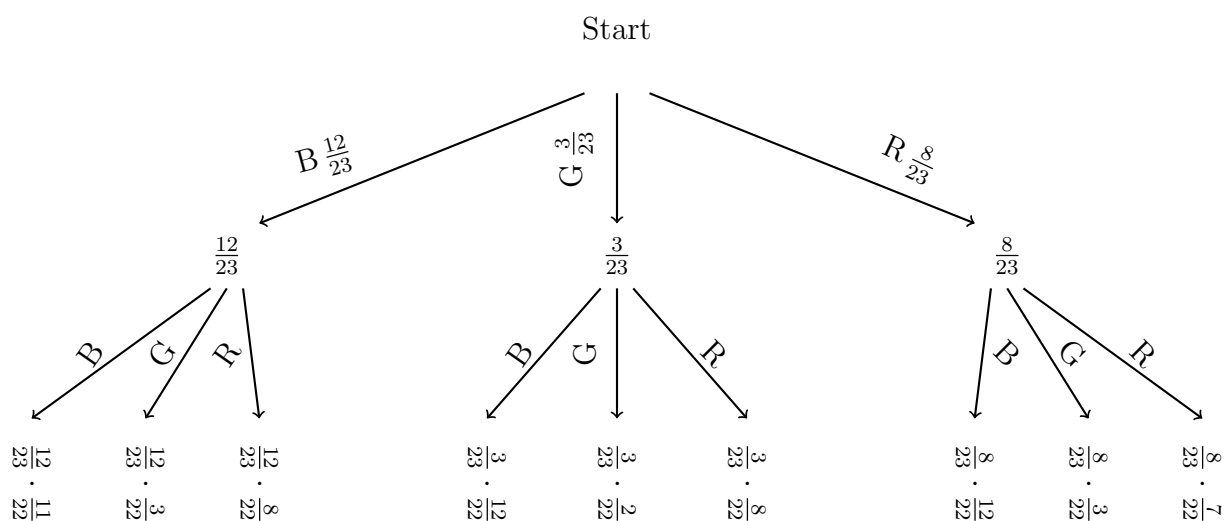 Start
B 12/23
G 3/23
R 8/23
12/23
3/23
8/23
B
G
R
B
G
R
B
G
R
12/23 · 11/22
12/23 · 3/22
12/23 · 8/22
3/23 · 12/22
3/23 · 2/22
3/23 · 8/22
8/23 · 12/22
8/23 · 3/22
8/23 · 7/22